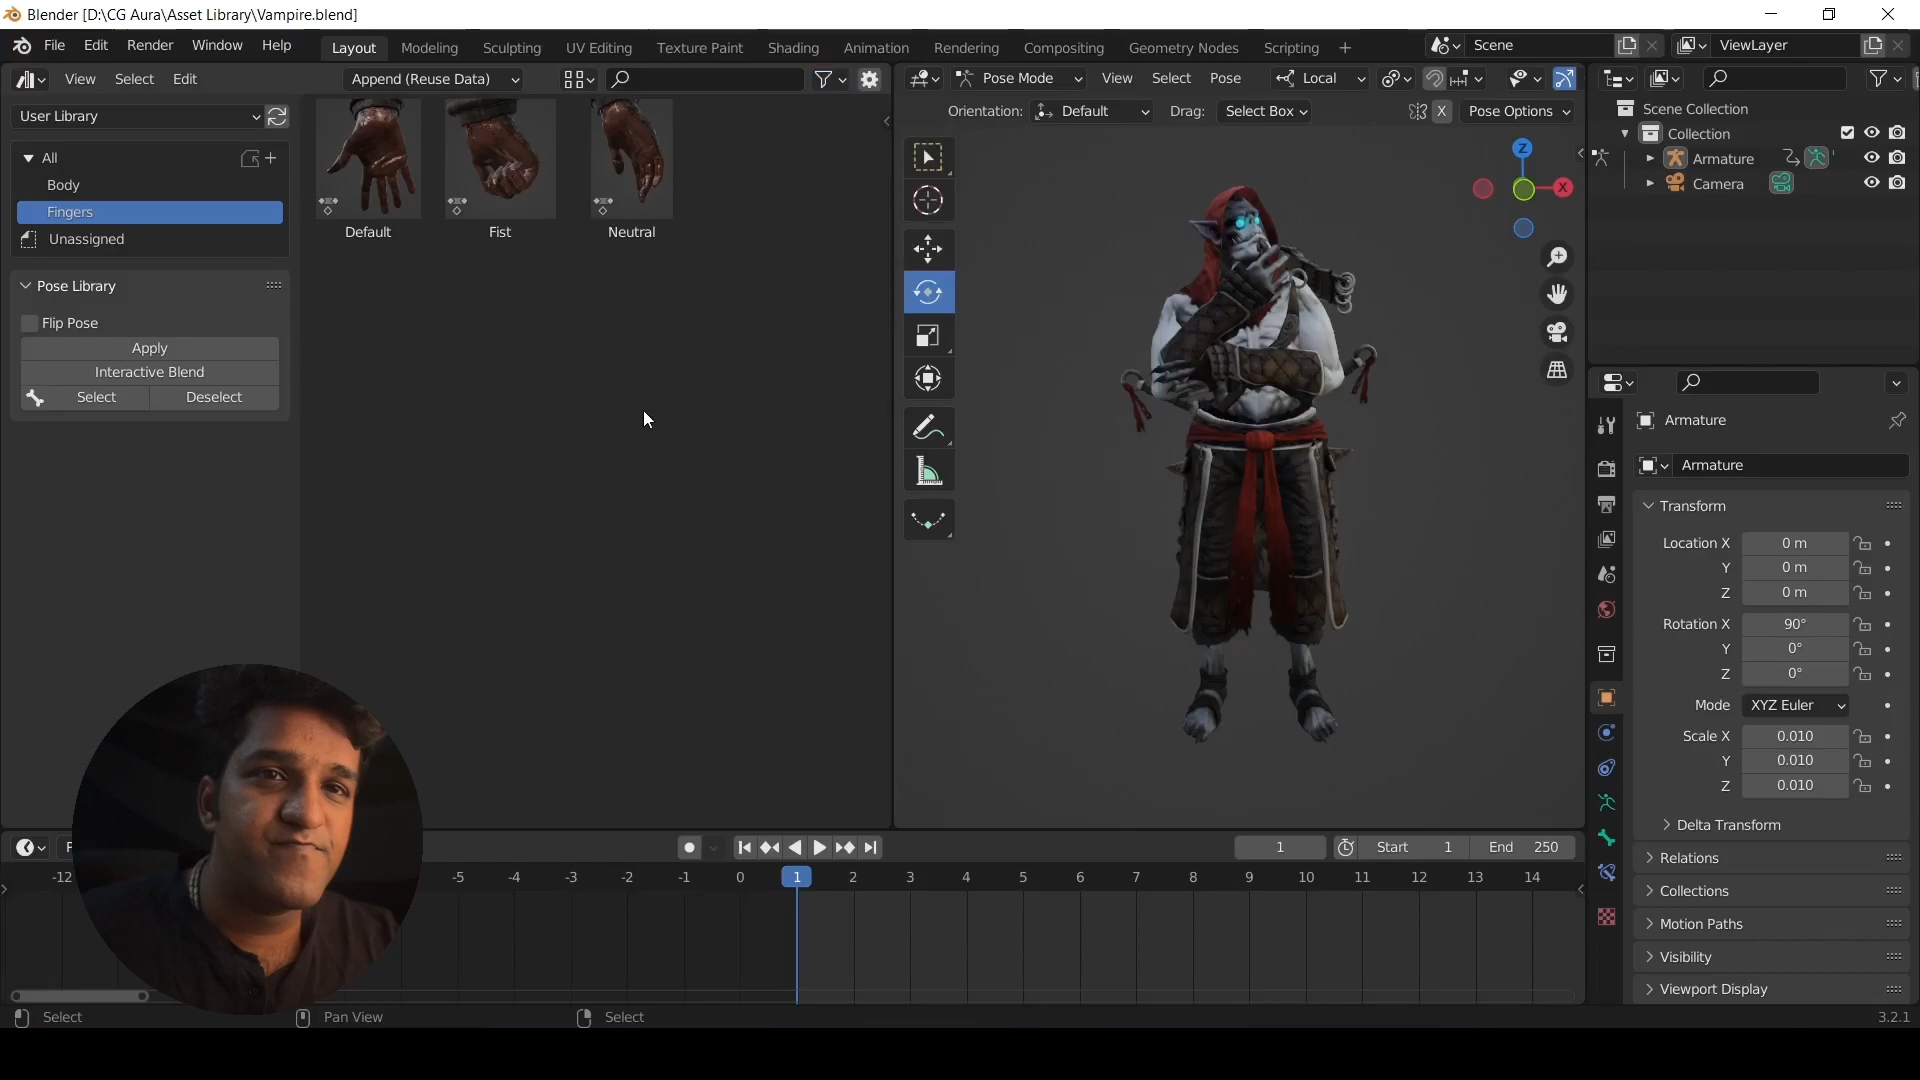 Blender [D:\CG Aura\Asset Library\Vampire.blend]
File Edit Render Window Help Layout Modeling Sculpting UV Editing Texture Paint Shading Animation Rendering Compositing Geometry Nodes Scripting + Scene ViewLayer
View Select Edit Append (Reuse Data) Pose Mode View Select Pose Local
Orientation: Default Drag: Select Box X Pose Options
User Library
All
Body
Fingers
Unassigned
Default Fist Neutral
Pose Library
Flip Pose
Apply
Interactive Blend
Select Deselect
Z
X
Scene Collection
Collection
Armature
Camera
Armature
Armature
Transform
Location X 0 m
Y 0 m
Z 0 m
Rotation X 90°
Y 0°
Z 0°
Mode XYZ Euler
Scale X 0.010
Y 0.010
Z 0.010
Delta Transform
Relations
Collections
Motion Paths
Visibility
Viewport Display
1 Start 1 End 250
-12 -5 -4 -3 -2 -1 0 1 2 3 4 5 6 7 8 9 10 11 12 13 14
Select Pan View Select 3.2.1